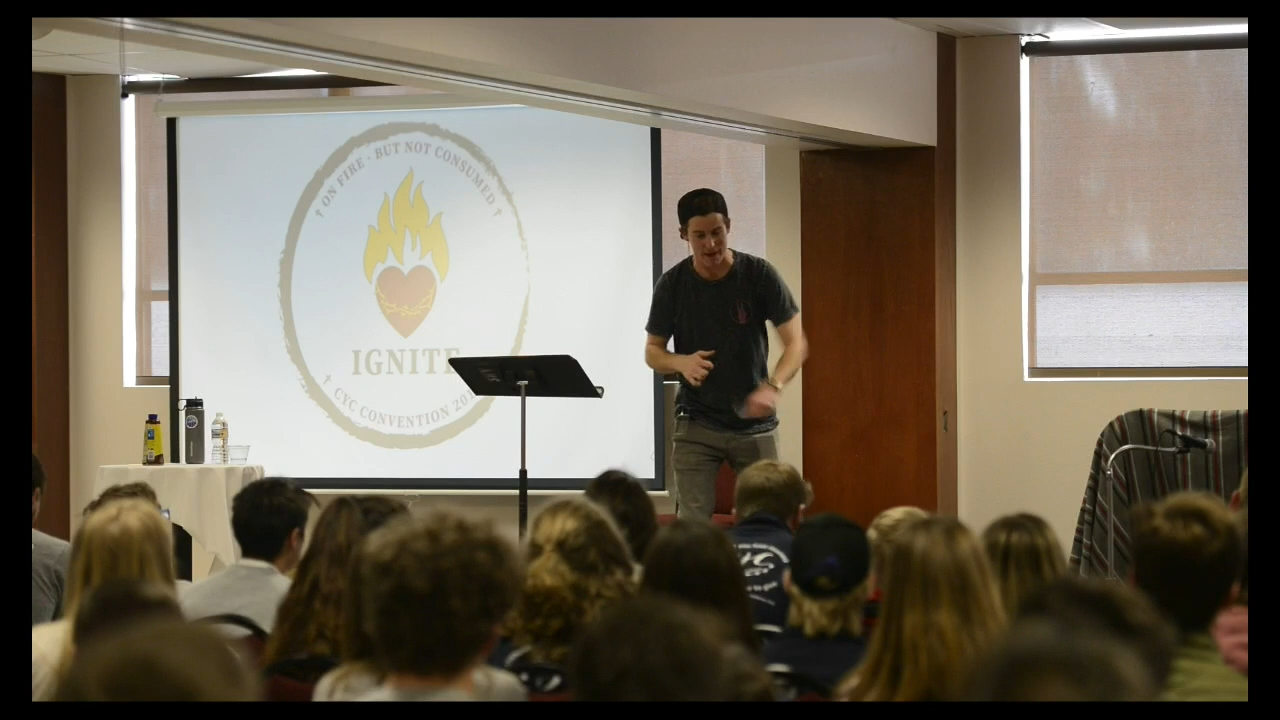 † ON FIRE · BUT NOT CONSUMED †
IGNITE
† CYC CONVENTION